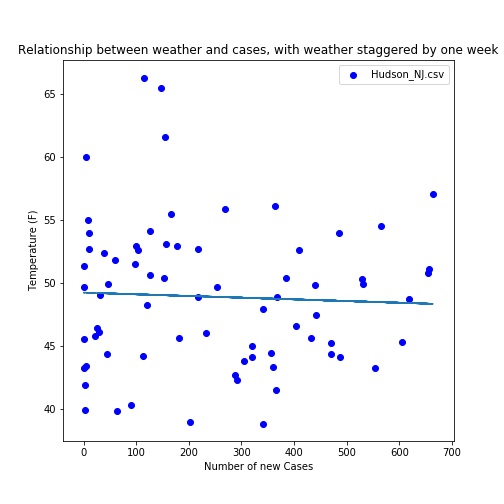 Relationship between weather and cases, with weather staggered by one week
Hudson_NJ.csv
65
60
55
50
45
40
Temperature (F)
0 100 200 300 400 500 600 700
Number of new Cases